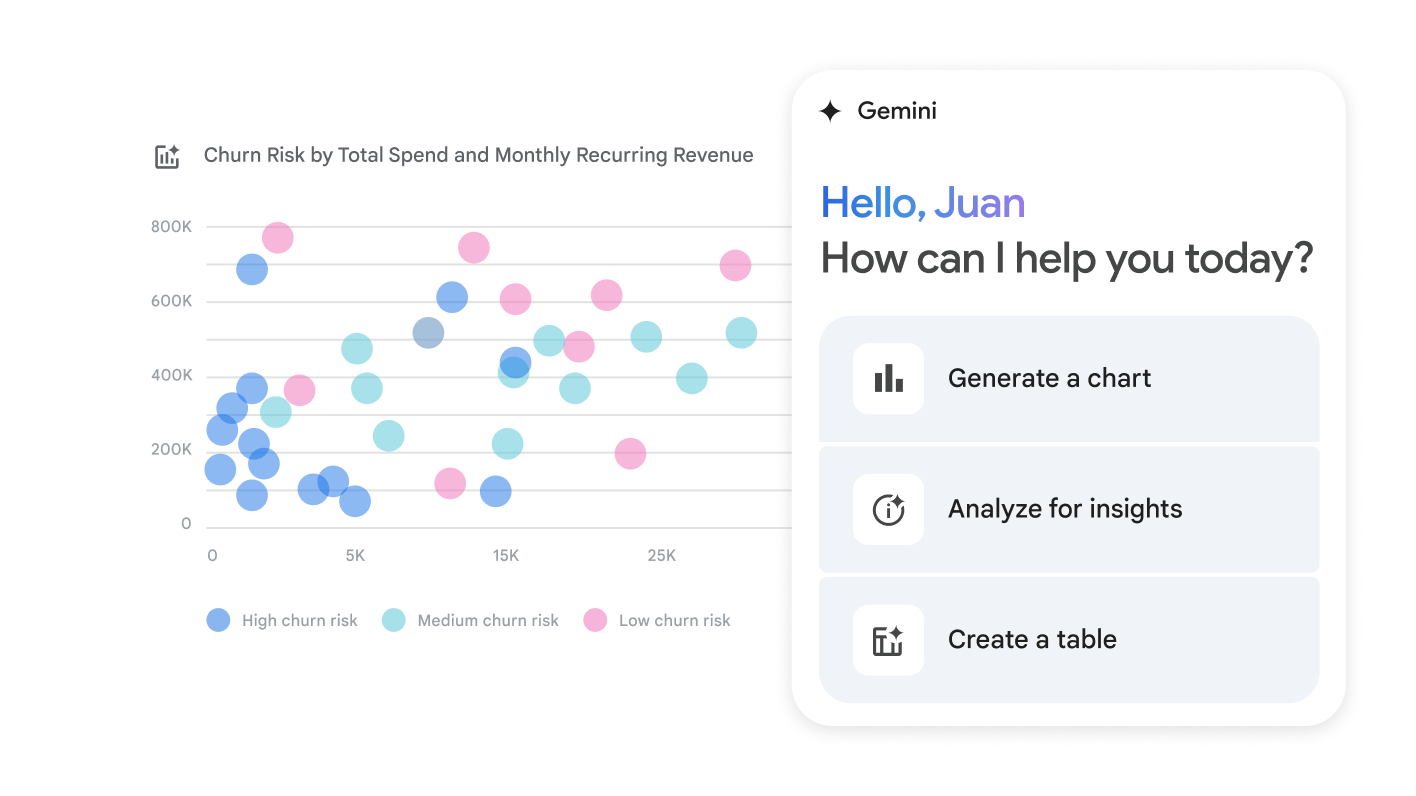 Churn Risk by Total Spend and Monthly Recurring Revenue
800K
600K
400K
200K
0
0 5K 15K 25K
High churn risk Medium churn risk Low churn risk
Gemini
Hello, Juan
How can I help you today?
Generate a chart
Analyze for insights
Create a table